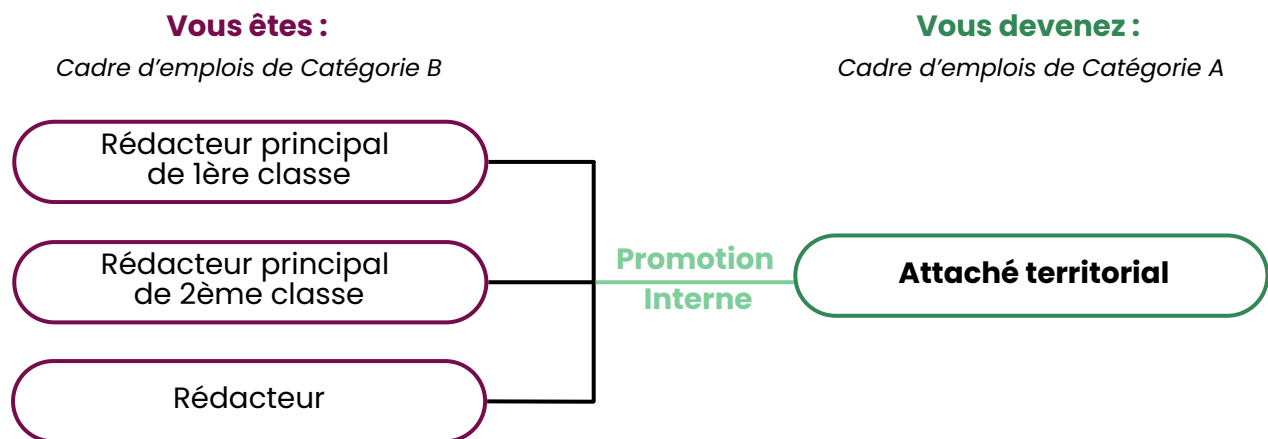 Vous êtes :
Cadre d'emplois de Catégorie B
Vous devenez :
Cadre d'emplois de Catégorie A
Rédacteur principal
de 1ère classe
Rédacteur principal
de 2ème classe
Rédacteur
Promotion
Interne
Attaché territorial